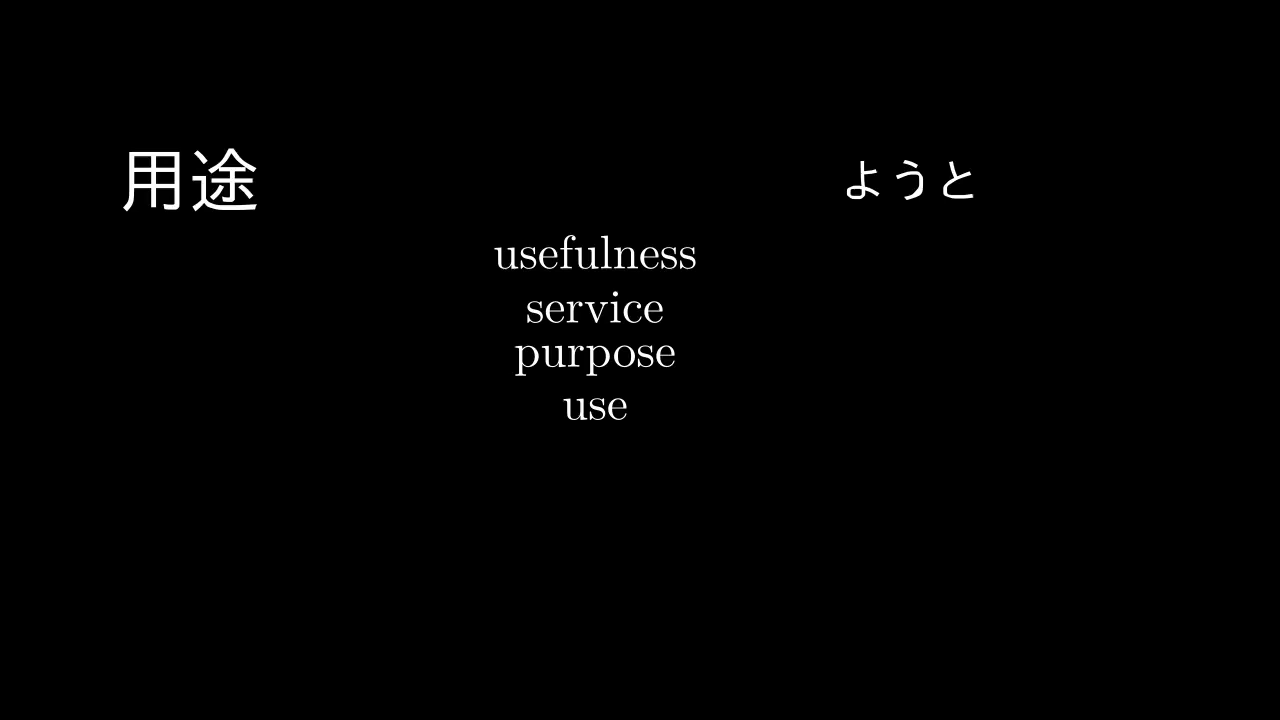 用途 ようと
usefulness
service
purpose
use